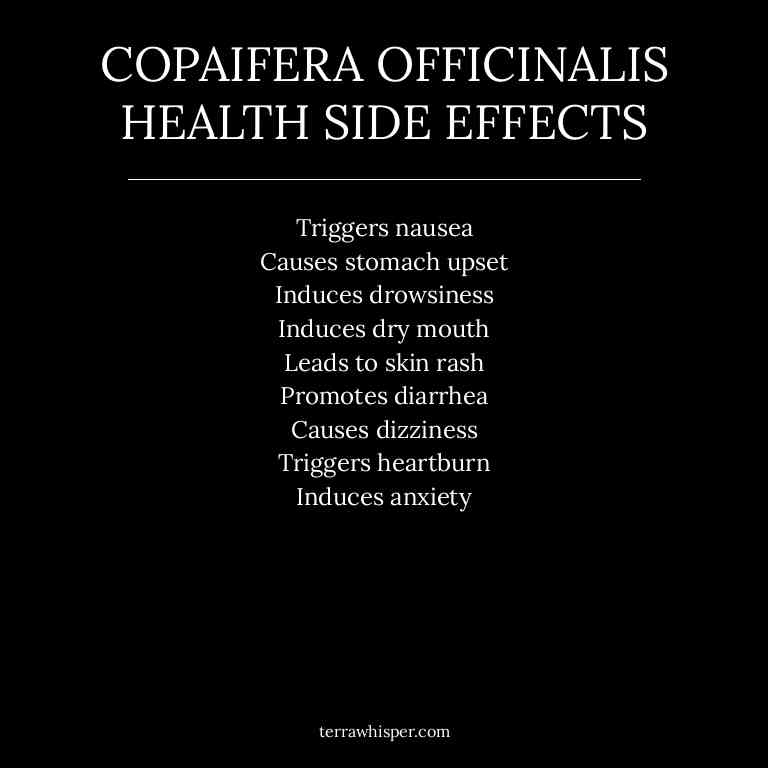 COPAIFERA OFFICINALIS
HEALTH SIDE EFFECTS
Triggers nausea
Causes stomach upset
Induces drowsiness
Induces dry mouth
Leads to skin rash
Promotes diarrhea
Causes dizziness
Triggers heartburn
Induces anxiety
terrawhisper.com